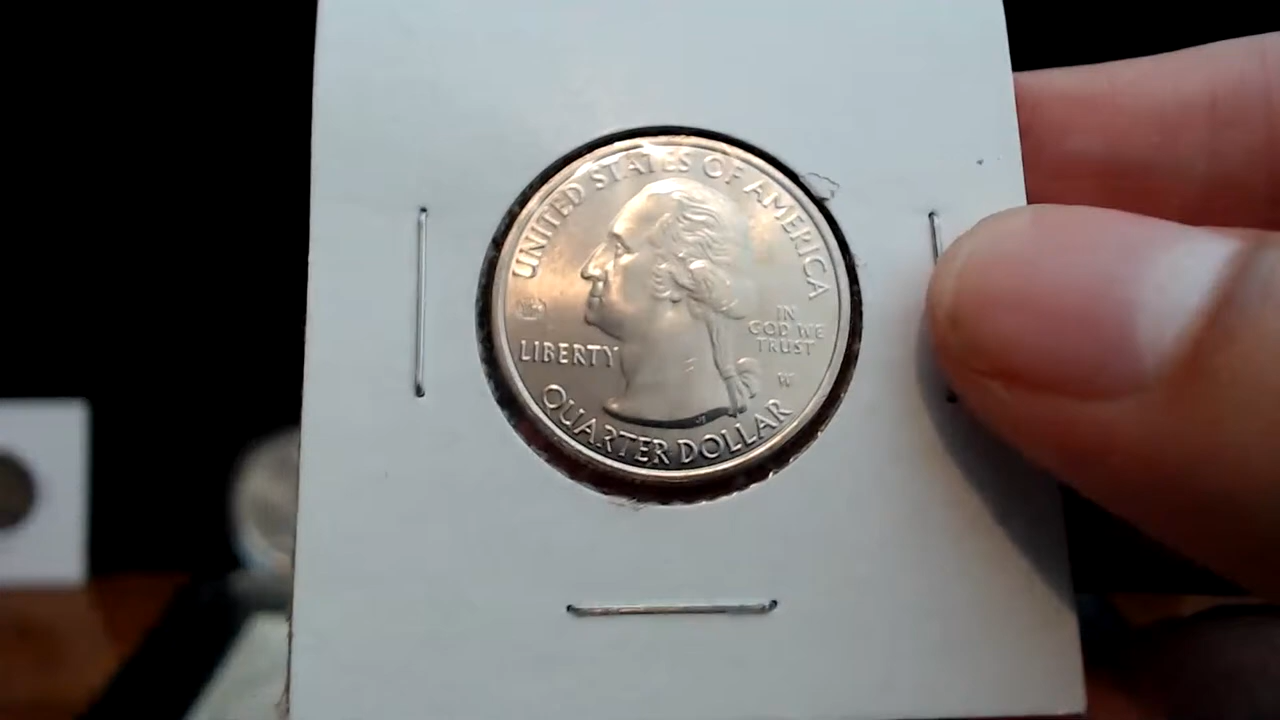 UNITED STATES OF AMERICA
LIBERTY
IN
GOD WE
TRUST
W
QUARTER DOLLAR